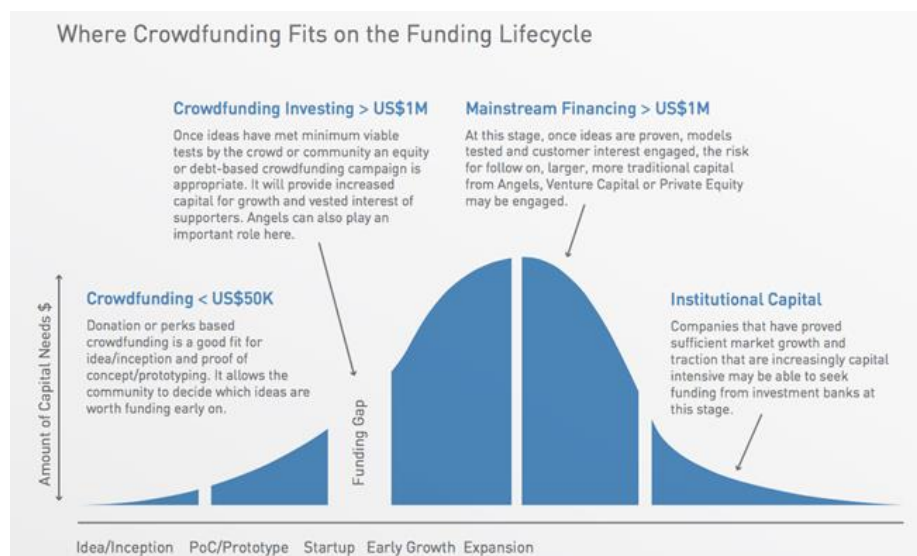 Where Crowdfunding Fits on the Funding Lifecycle
Crowdfunding Investing > US$1M
Once ideas have met minimum viable
tests by the crowd or community an equity
or debt-based crowdfunding campaign is
appropriate. It will provide increased
capital for growth and vested interest of
supporters. Angels can also play an
important role here.
Mainstream Financing > US$1M
At this stage, once ideas are proven, models
tested and customer interest engaged, the risk
for follow on, larger, more traditional capital
from Angels, Venture Capital or Private Equity
may be engaged.
Crowdfunding < US$50K
Donation or perks based
crowdfunding is a good fit for
idea/inception and proof of
concept/prototyping. It allows the
community to decide which ideas are
worth funding early on.
Institutional Capital
Companies that have proved
sufficient market growth and
traction that are increasingly capital
intensive may be able to seek
funding from investment banks at
this stage.
Amount of Capital Needs $
Funding Gap
Idea/Inception PoC/Prototype Startup Early Growth Expansion